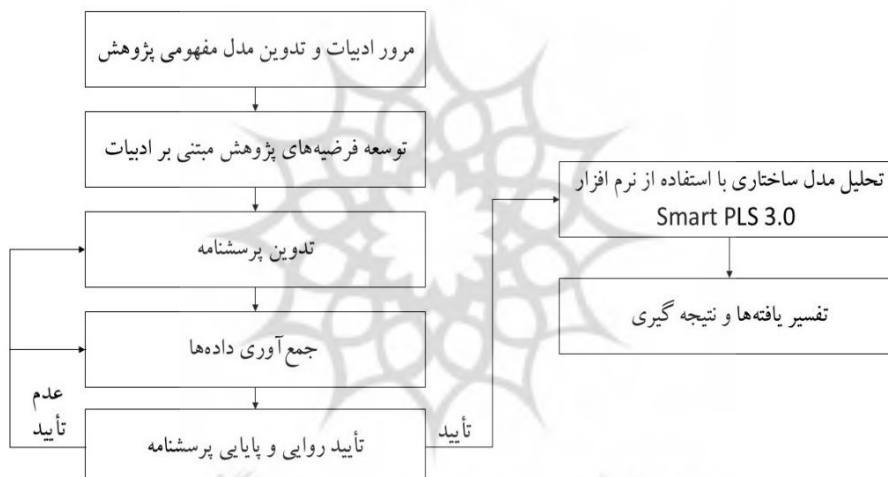 مرور ادبیات و تدوین مدل مفهومی پژوهش
توسعه فرضیه‌های پژوهش مبتنی بر ادبیات
تدوین پرسشنامه
جمع‌آوری داده‌ها
تأیید روایی و پایایی پرسشنامه
عدم
تأیید
تأیید
تحلیل مدل ساختاری با استفاده از نرم افزار
Smart PLS 3.0
تفسیر یافته‌ها و نتیجه گیری